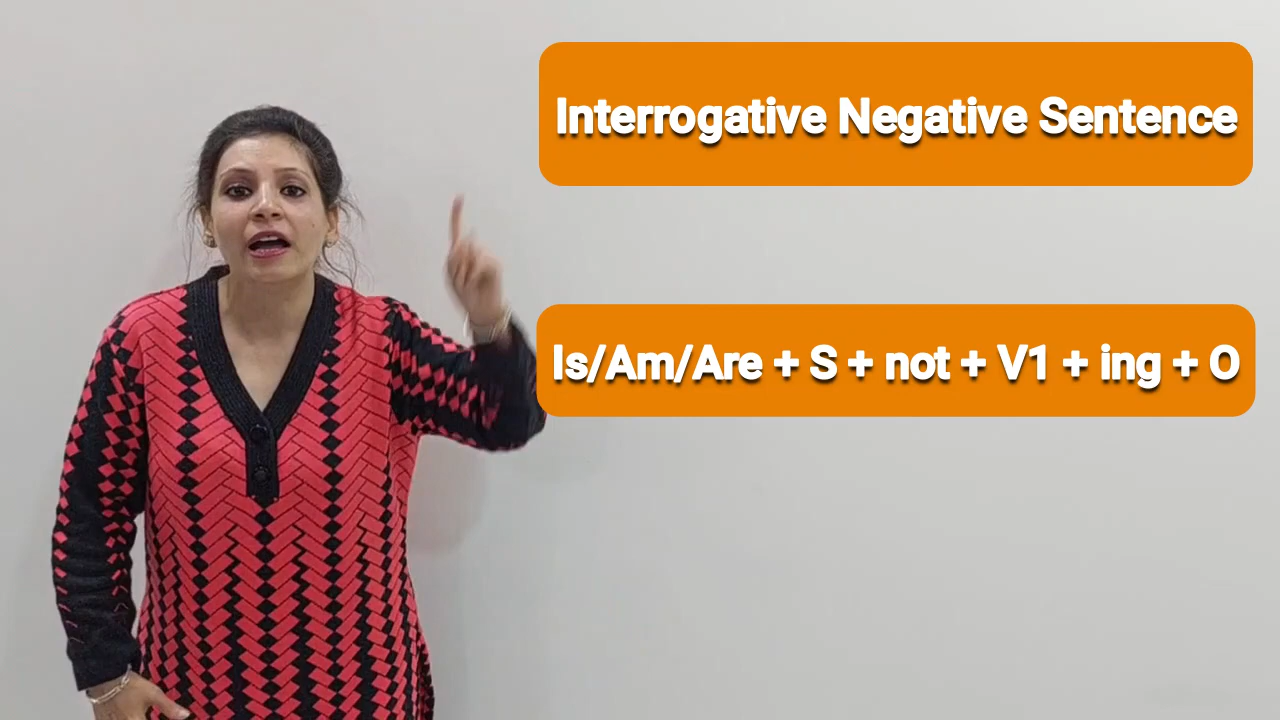 Interrogative Negative Sentence
Is/Am/Are + S + not + V1 + ing + O